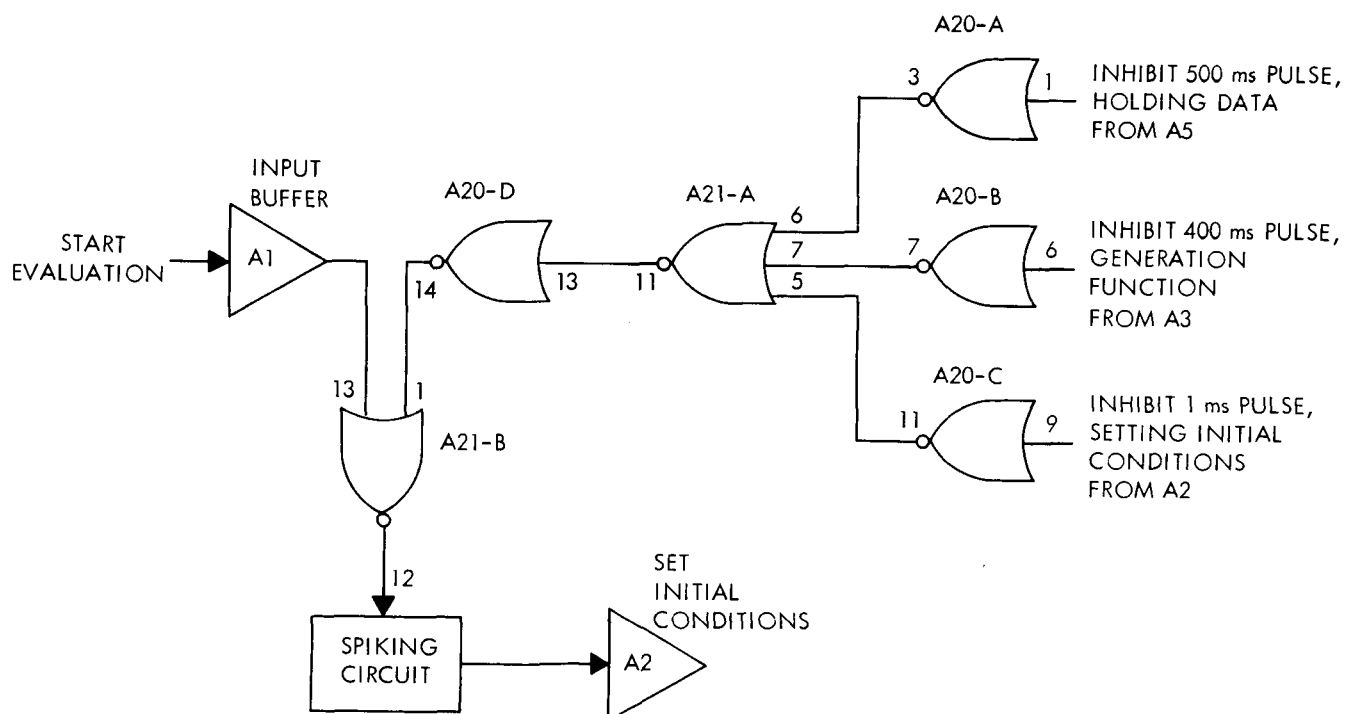 A20-A
3
1
INHIBIT 500 ms PULSE,
HOLDING DATA
FROM A5
INPUT
BUFFER
A20-D
A21-A
6
A20-B
START
EVALUATION
A1
14
13
11
7
5
7
6
INHIBIT 400 ms PULSE,
GENERATION
FUNCTION
FROM A3
13
1
A21-B
A20-C
11
9
INHIBIT 1 ms PULSE,
SETTING INITIAL
CONDITIONS
FROM A2
12
SET
INITIAL
CONDITIONS
SPIKING
CIRCUIT
A2